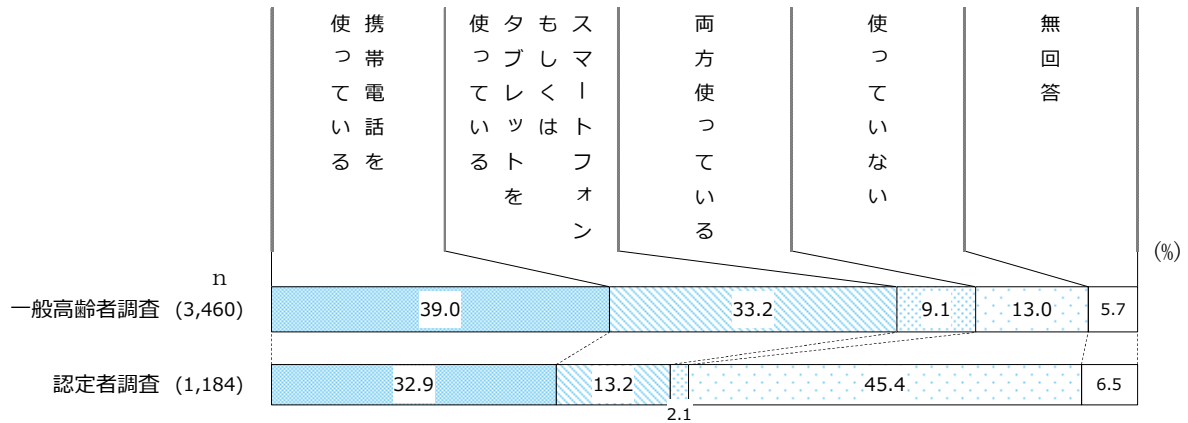 携帯電話を
使っている
スマートフォン
もしくは
タブレットを
使っている
両方使っている
使っていない
無回答
(%)
n
一般高齢者調査 (3,460) 39.0 33.2 9.1 13.0 5.7
認定者調査 (1,184) 32.9 13.2 2.1 45.4 6.5